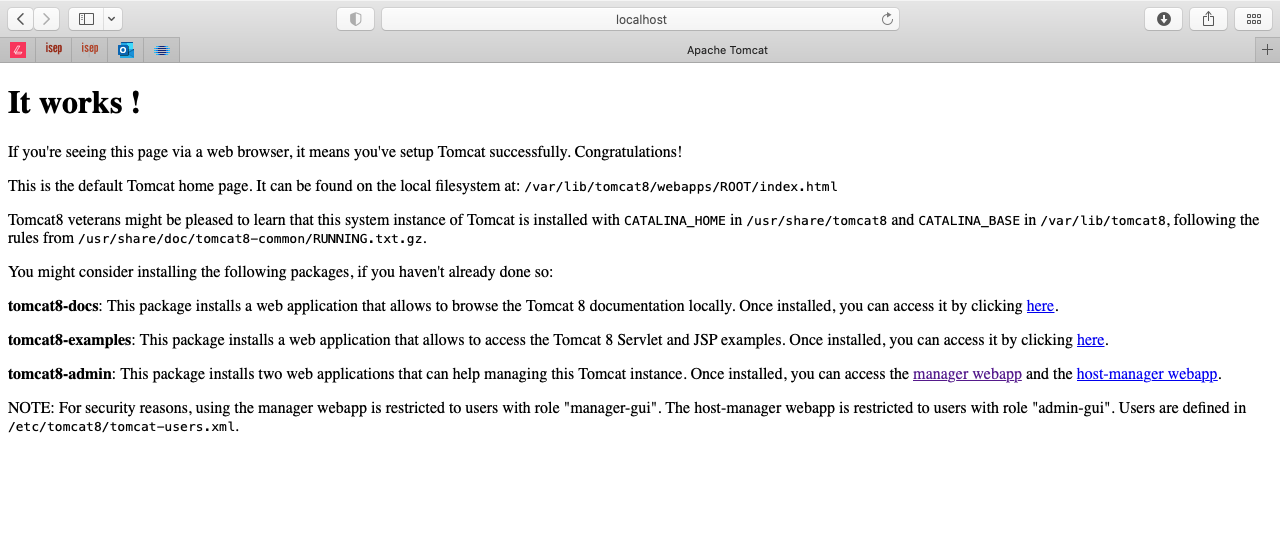 localhost
isep
isep
Apache Tomcat
It works !
If you're seeing this page via a web browser, it means you've setup Tomcat successfully. Congratulations!
This is the default Tomcat home page. It can be found on the local filesystem at: /var/lib/tomcat8/webapps/ROOT/index.html
Tomcat8 veterans might be pleased to learn that this system instance of Tomcat is installed with CATALINA_HOME in /usr/share/tomcat8 and CATALINA_BASE in /var/lib/tomcat8, following the
rules from /usr/share/doc/tomcat8-common/RUNNING.txt.gz.
You might consider installing the following packages, if you haven't already done so:
tomcat8-docs: This package installs a web application that allows to browse the Tomcat 8 documentation locally. Once installed, you can access it by clicking here.
tomcat8-examples: This package installs a web application that allows to access the Tomcat 8 Servlet and JSP examples. Once installed, you can access it by clicking here.
tomcat8-admin: This package installs two web applications that can help managing this Tomcat instance. Once installed, you can access the manager webapp and the host-manager webapp.
NOTE: For security reasons, using the manager webapp is restricted to users with role "manager-gui". The host-manager webapp is restricted to users with role "admin-gui". Users are defined in
/etc/tomcat8/tomcat-users.xml.